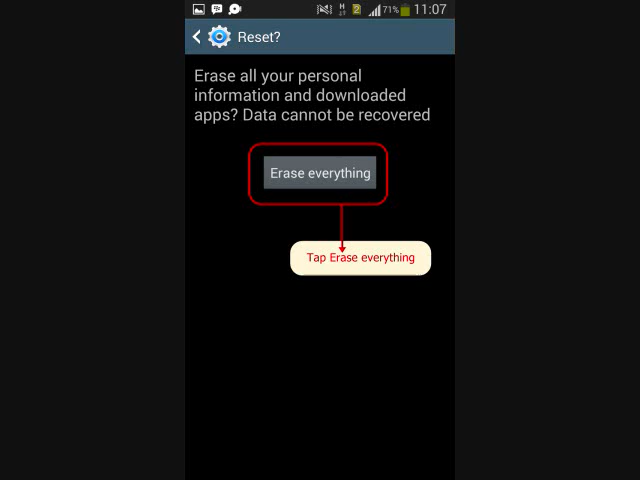 71% 11:07
Reset?
Erase all your personal
information and downloaded
apps? Data cannot be recovered
Erase everything
Tap Erase everything